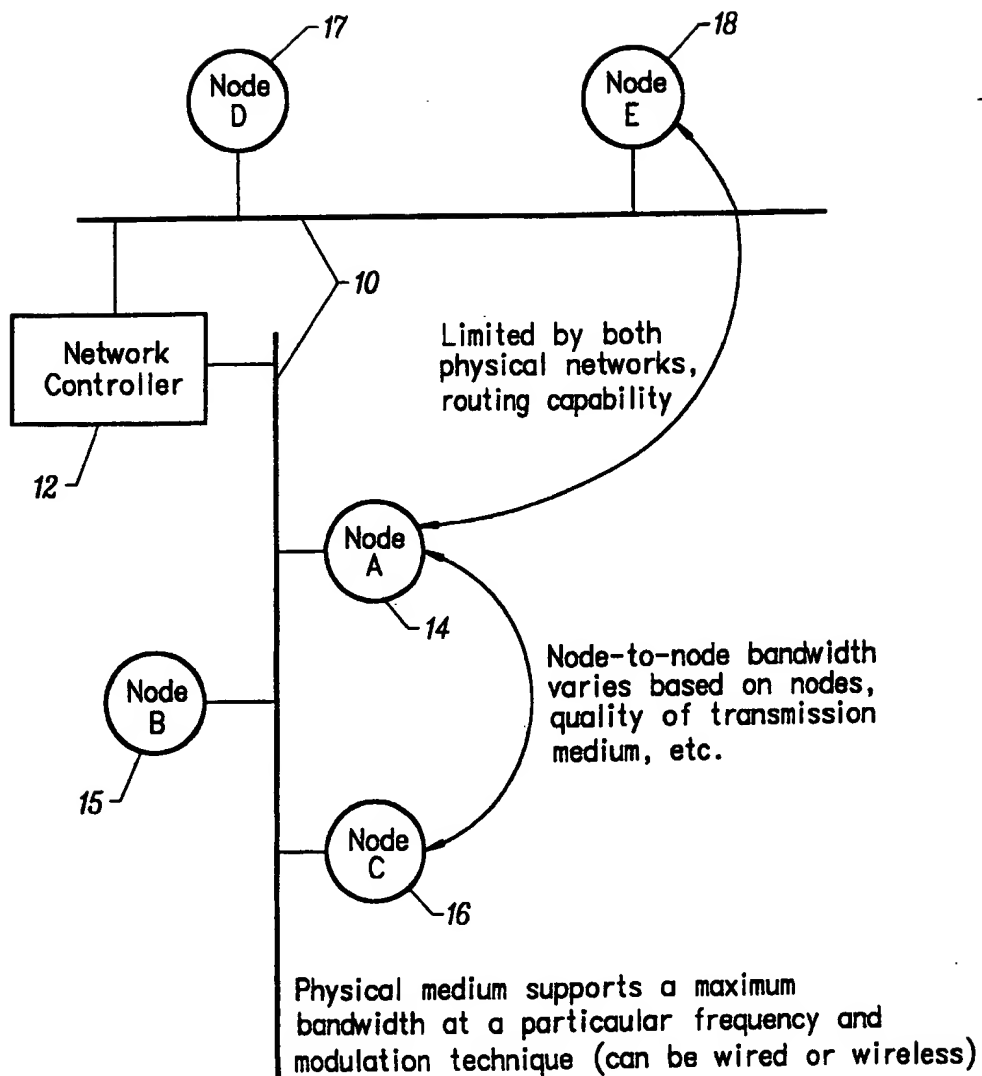 17
18
Node
D
Node
E
10
Network
Controller
12
Limited by both
physical networks,
routing capability
Node
A
14
Node-to-node bandwidth
varies based on nodes,
quality of transmission
medium, etc.
Node
B
15
Node
C
16
Physical medium supports a maximum
bandwidth at a particaular frequency and
modulation technique (can be wired or wireless)